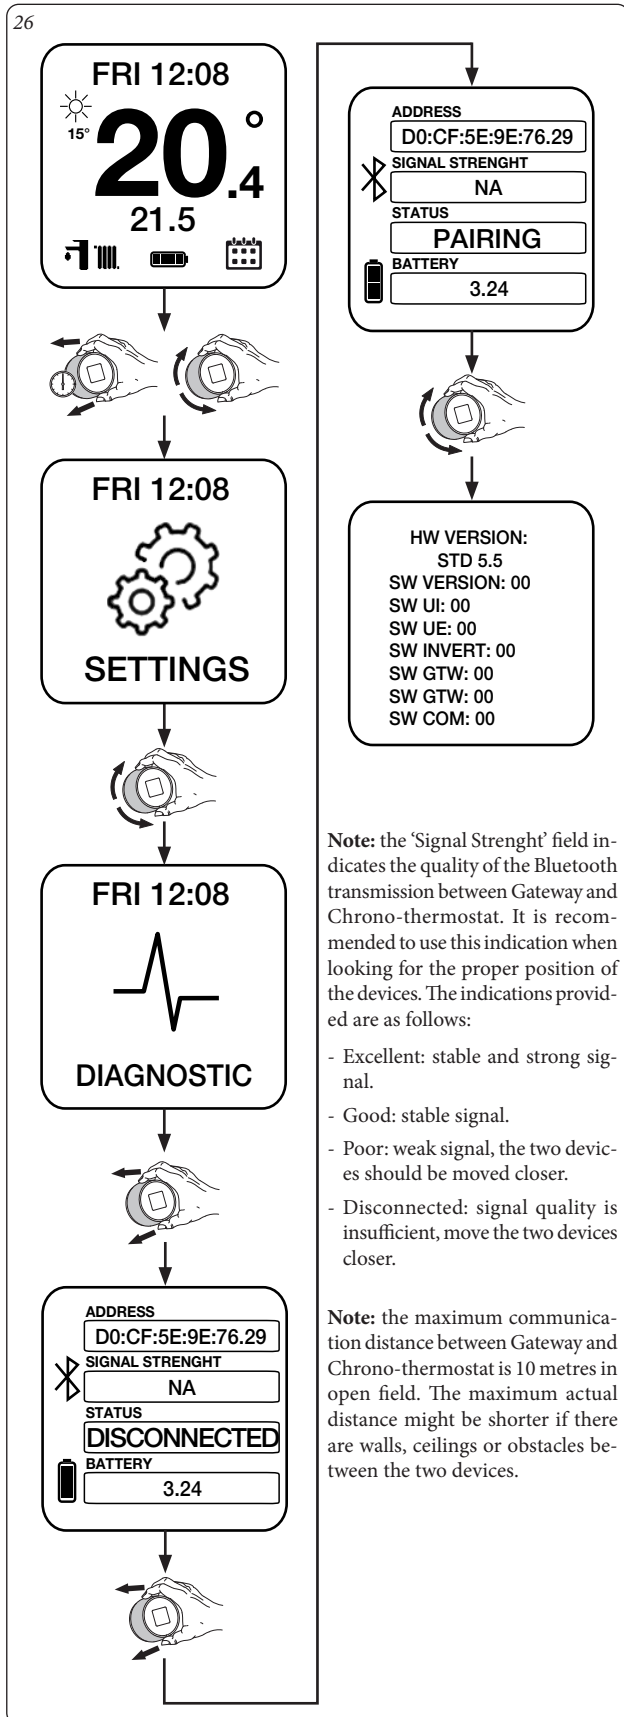 26
FRI 12:08
15°
20.4°
21.5
FRI 12:08
SETTINGS
FRI 12:08
DIAGNOSTIC
ADDRESS
D0:CF:5E:9E:76.29
SIGNAL STRENGHT
NA
STATUS
DISCONNECTED
BATTERY
3.24
ADDRESS
D0:CF:5E:9E:76.29
SIGNAL STRENGHT
NA
STATUS
PAIRING
BATTERY
3.24
HW VERSION:
STD 5.5
SW VERSION: 00
SW UI: 00
SW UE: 00
SW INVERT: 00
SW GTW: 00
SW GTW: 00
SW COM: 00
Note: the ‘Signal Strenght’ field in-
dicates the quality of the Bluetooth
transmission between Gateway and
Chrono-thermostat. It is recom-
mended to use this indication when
looking for the proper position of
the devices. The indications provid-
ed are as follows:
- Excellent: stable and strong sig-
nal.
- Good: stable signal.
- Poor: weak signal, the two devic-
es should be moved closer.
- Disconnected: signal quality is
insufficient, move the two devices
closer.
Note: the maximum communica-
tion distance between Gateway and
Chrono-thermostat is 10 metres in
open field. The maximum actual
distance might be shorter if there
are walls, ceilings or obstacles be-
tween the two devices.